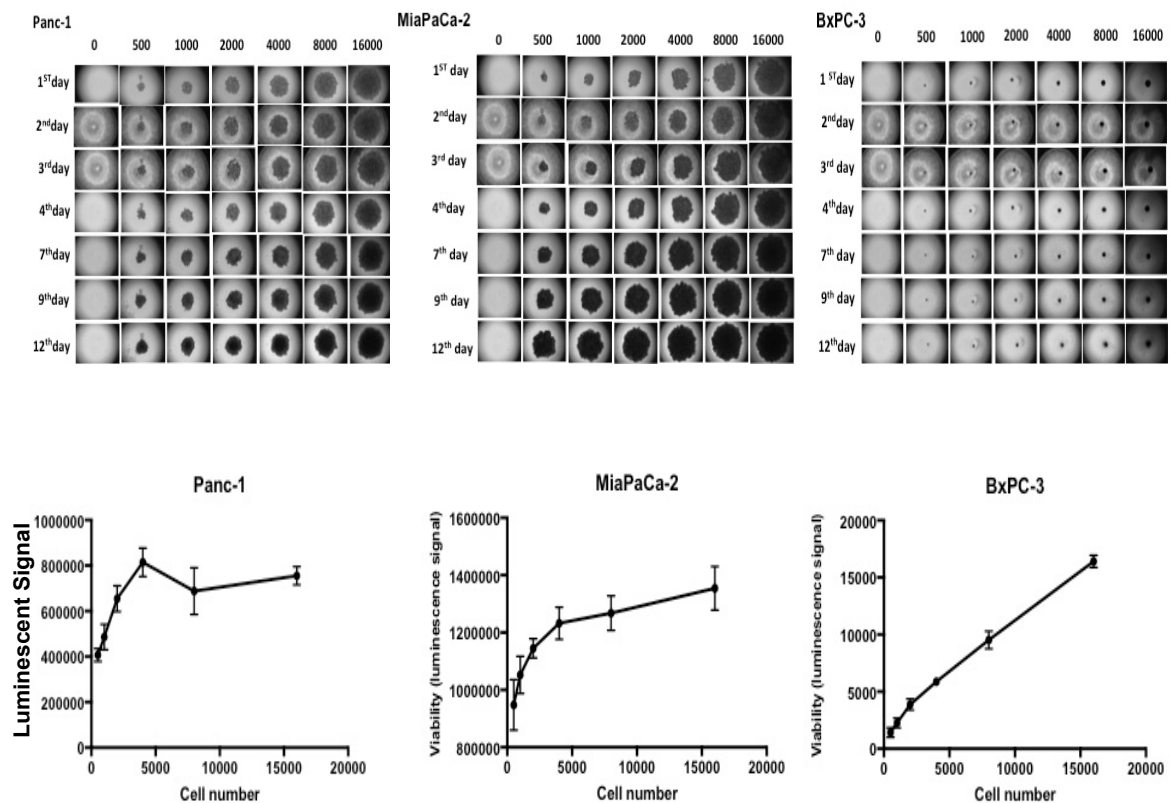 Panc-1
0 500 1000 2000 4000 8000 16000
1ST day
2nd day
3rd day
4th day
7th day
9th day
12th day
MiaPaCa-2
0 500 1000 2000 4000 8000 16000
1ST day
2nd day
3rd day
4th day
7th day
9th day
12th day
BxPC-3
0 500 1000 2000 4000 8000 16000
1ST day
2nd day
3rd day
4th day
7th day
9th day
12th day
Panc-1
Luminescent Signal
1000000
800000
600000
400000
200000
0
0 5000 10000 15000 20000
Cell number
MiaPaCa-2
Viability (luminescence signal)
1600000
1400000
1200000
1000000
800000
0 5000 10000 15000 20000
Cell number
BxPC-3
Viability (luminescence signal)
20000
15000
10000
5000
0
0 5000 10000 15000 20000
Cell number